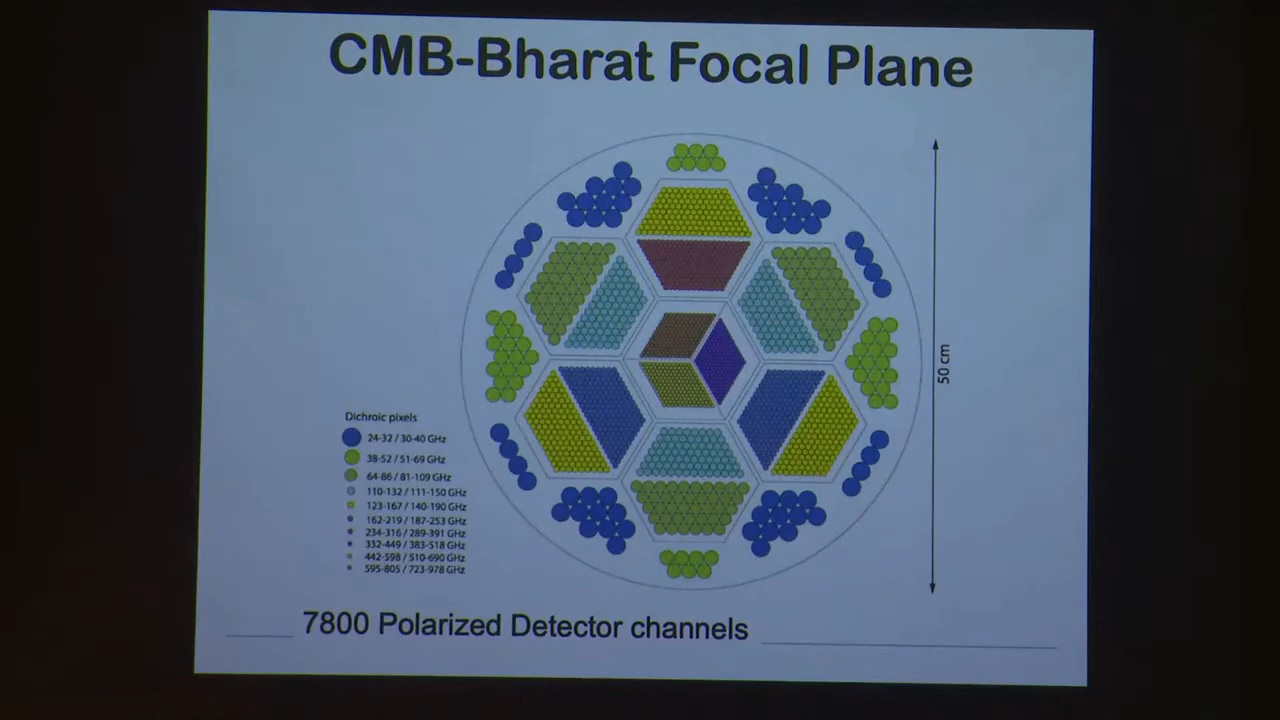 CMB-Bharat Focal Plane
50 cm
Dichroic pixels
24-32 / 30-40 GHz
38-52 / 51-69 GHz
64-86 / 81-109 GHz
110-132 / 111-150 GHz
123-167 / 140-190 GHz
162-219 / 187-253 GHz
234-316 / 289-391 GHz
332-449 / 383-518 GHz
442-598 / 510-690 GHz
595-805 / 723-978 GHz
7800 Polarized Detector channels